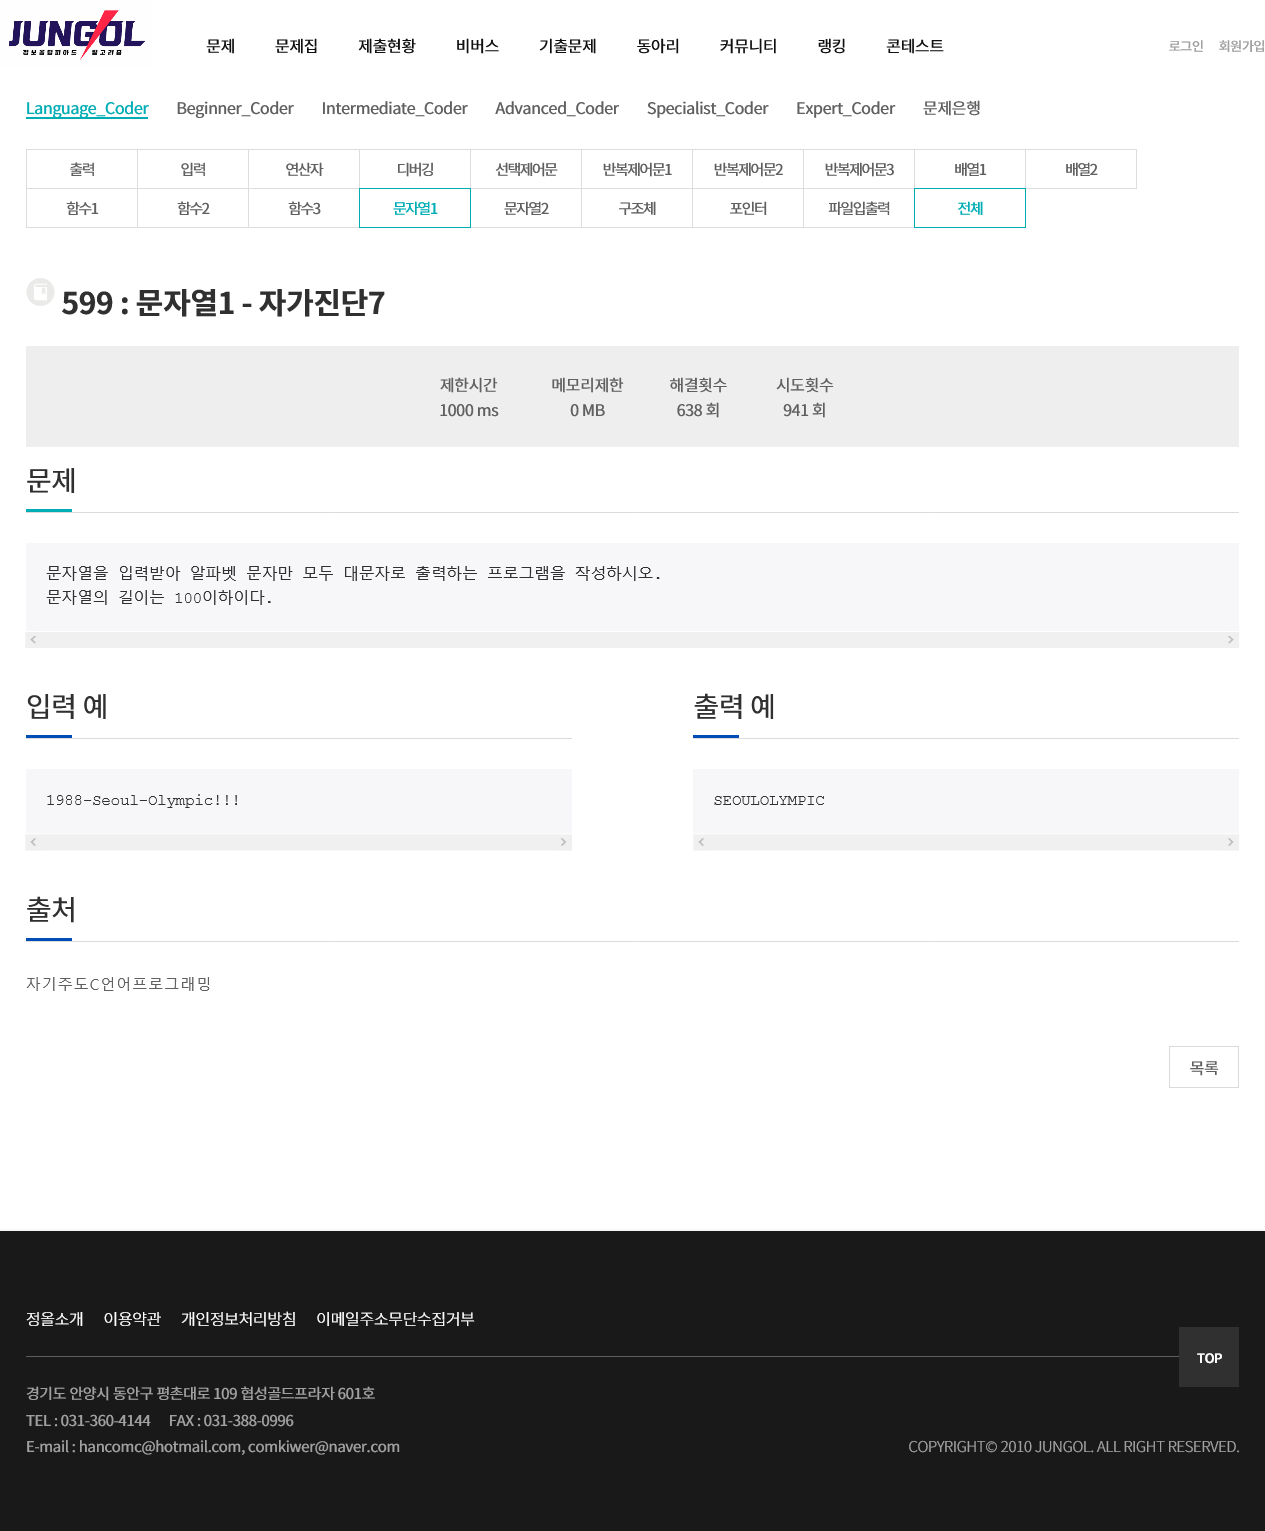 JUNGOL
정보올림피아드 알고리즘
문제 문제집 제출현황 비버스 기출문제 동아리 커뮤니티 랭킹 콘테스트 로그인 회원가입
Language_Coder Beginner_Coder Intermediate_Coder Advanced_Coder Specialist_Coder Expert_Coder 문제은행
출력 입력 연산자 디버깅 선택제어문 반복제어문1 반복제어문2 반복제어문3 배열1 배열2
함수1 함수2 함수3 문자열1 문자열2 구조체 포인터 파일입출력 전체
599 : 문자열1 - 자가진단7
제한시간 메모리제한 해결횟수 시도횟수
1000 ms 0 MB 638 회 941 회
문제
문자열을 입력받아 알파벳 문자만 모두 대문자로 출력하는 프로그램을 작성하시오.
문자열의 길이는 100이하이다.
입력 예
1988-Seoul-Olympic!!!
출력 예
SEOULOLYMPIC
출처
자기주도C언어프로그래밍
목록
정올소개 이용약관 개인정보처리방침 이메일주소무단수집거부
TOP
경기도 안양시 동안구 평촌대로 109 협성골드프라자 601호
TEL : 031-360-4144 FAX : 031-388-0996
E-mail : hancomc@hotmail.com, comkiwer@naver.com
COPYRIGHT© 2010 JUNGOL. ALL RIGHT RESERVED.